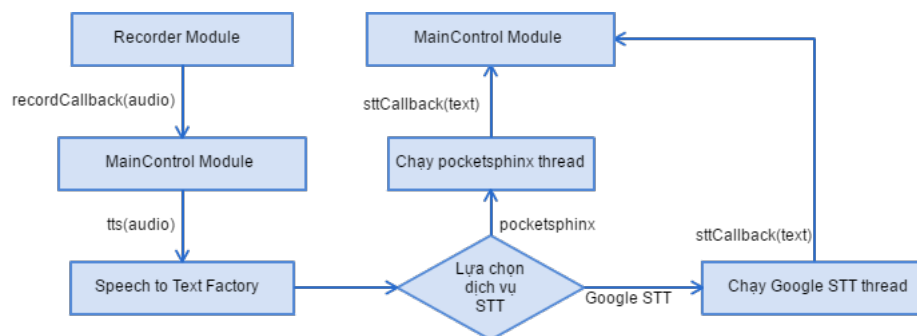 Recorder Module
recordCallback(audio)
MainControl Module
tts(audio)
Speech to Text Factory
MainControl Module
sttCallback(text)
Chạy pocketsphinx thread
pocketsphinx
Lựa chọn
dịch vụ
STT
Google STT
sttCallback(text)
Chạy Google STT thread